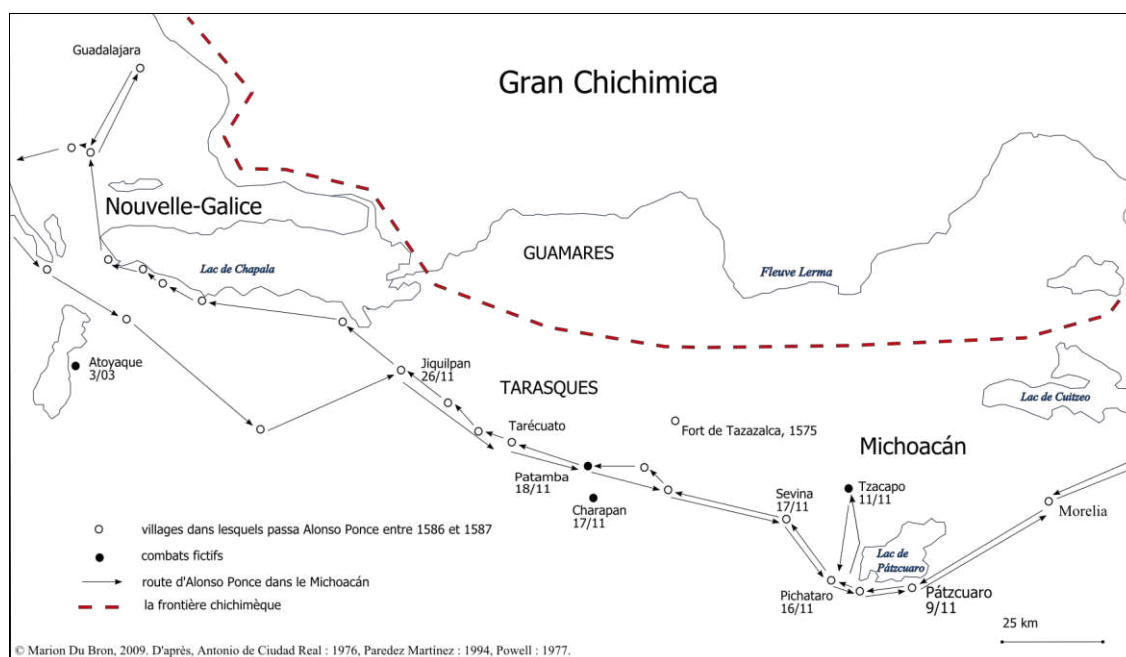 Guadalajara
Gran Chichimica
Nouvelle-Galice
GUAMARES
Lac de Chapala
Fleuve Lerma
Atoyaque
3/03
Jiquilpan
26/11
TARASQUES
Lac de Cuitzeo
Tarécuato
Fort de Tazazalca, 1575
Michoacán
Patamba
18/11
Tzacapo
11/11
Charapan
17/11
Sevina
17/11
Morelia
Lac de
Pátzcuaro
Pichataro
16/11
Pátzcuaro
9/11
villages dans lesquels passa Alonso Ponce entre 1586 et 1587
combats fictifs
route d'Alonso Ponce dans le Michoacán
la frontière chichimèque
25 km
© Marion Du Bron, 2009. D'après, Antonio de Ciudad Real : 1976, Paredez Martínez : 1994, Powell : 1977.